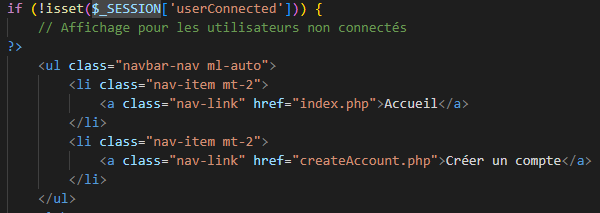 if (!isset($_SESSION['userConnected'])) {
// Affichage pour les utilisateurs non connectés
?>
<ul class="navbar-nav ml-auto">
<li class="nav-item mt-2">
<a class="nav-link" href="index.php">Accueil</a>
</li>
<li class="nav-item mt-2">
<a class="nav-link" href="createAccount.php">Créer un compte</a>
</li>
</ul>